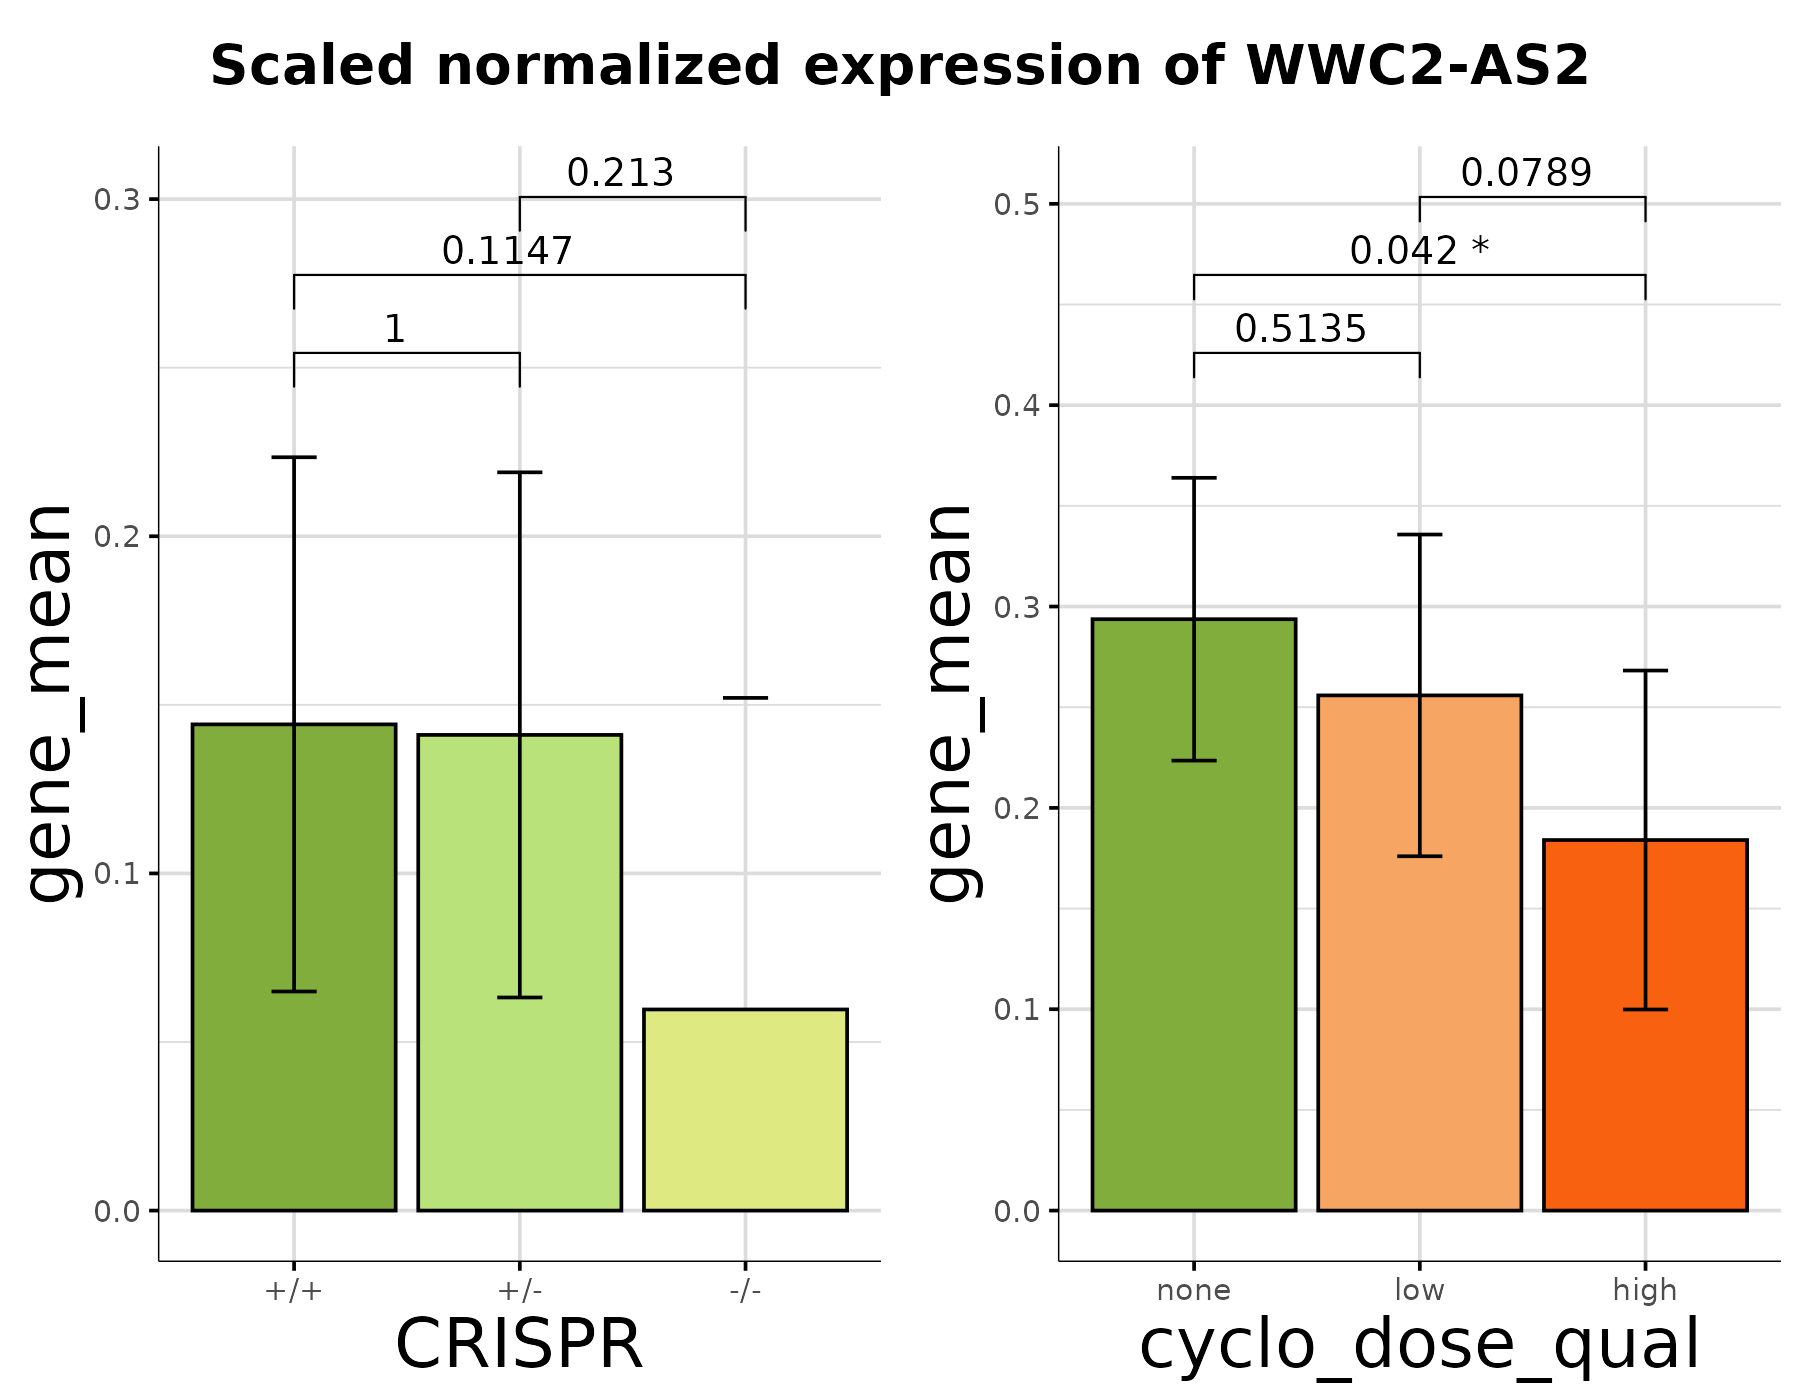 Scaled normalized expression of WWC2-AS2
gene_mean
0.3
0.2
0.1
0.0
0.213
0.1147
1
+/+
+/-
-/-
CRISPR
gene_mean
0.5
0.4
0.3
0.2
0.1
0.0
0.0789
0.042 *
0.5135
none
low
high
cyclo_dose_qual